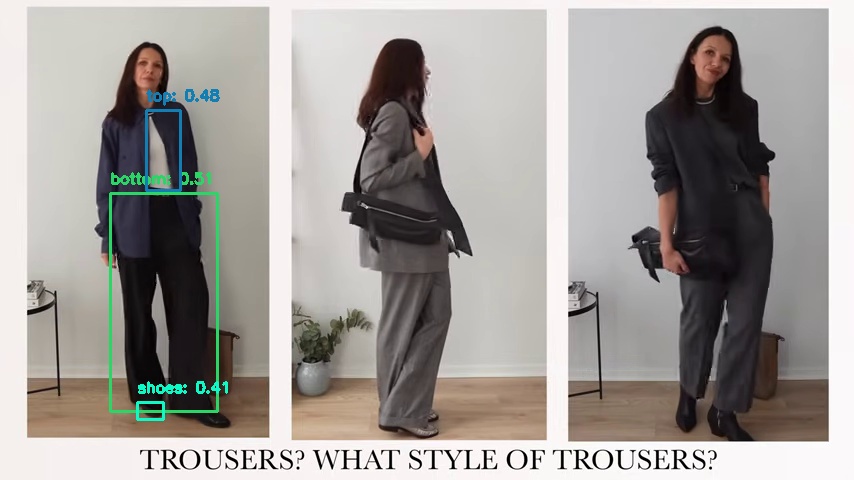 top: 0.48
bottom: 0.51
shoes: 0.41
TROUSERS? WHAT STYLE OF TROUSERS?